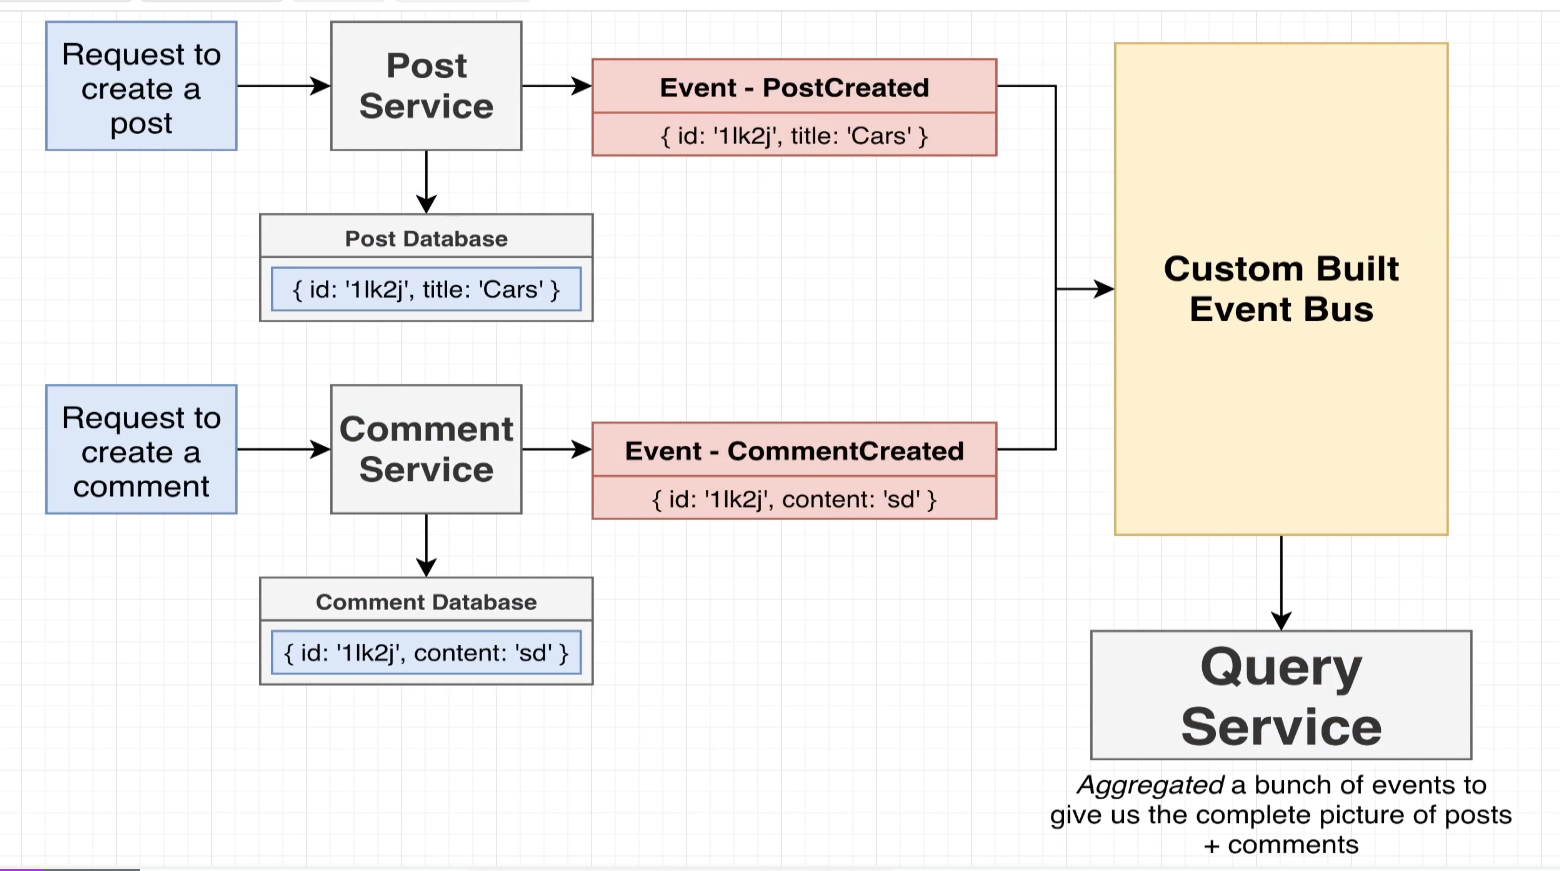 Request to
create a
post
Post
Service
Event - PostCreated
{ id: '1lk2j', title: 'Cars' }
Post Database
{ id: '1lk2j', title: 'Cars' }
Custom Built
Event Bus
Request to
create a
comment
Comment
Service
Event - CommentCreated
{ id: '1lk2j', content: 'sd' }
Comment Database
{ id: '1lk2j', content: 'sd' }
Query
Service
Aggregated a bunch of events to
give us the complete picture of posts
+ comments